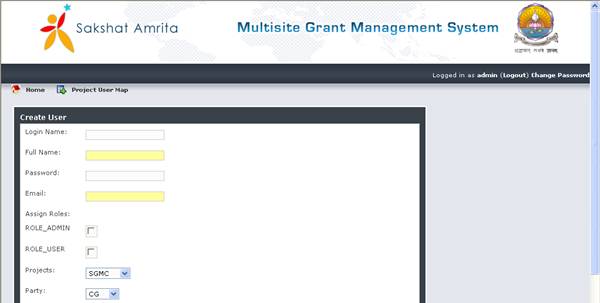 Sakshat Amrita
Multisite Grant Management System
Logged in as admin (Logout) Change Password
Home Project User Map
Create User
Login Name:
Full Name:
Password:
Email:
Assign Roles:
ROLE_ADMIN
ROLE_USER
Projects: SGMC
Party: CG